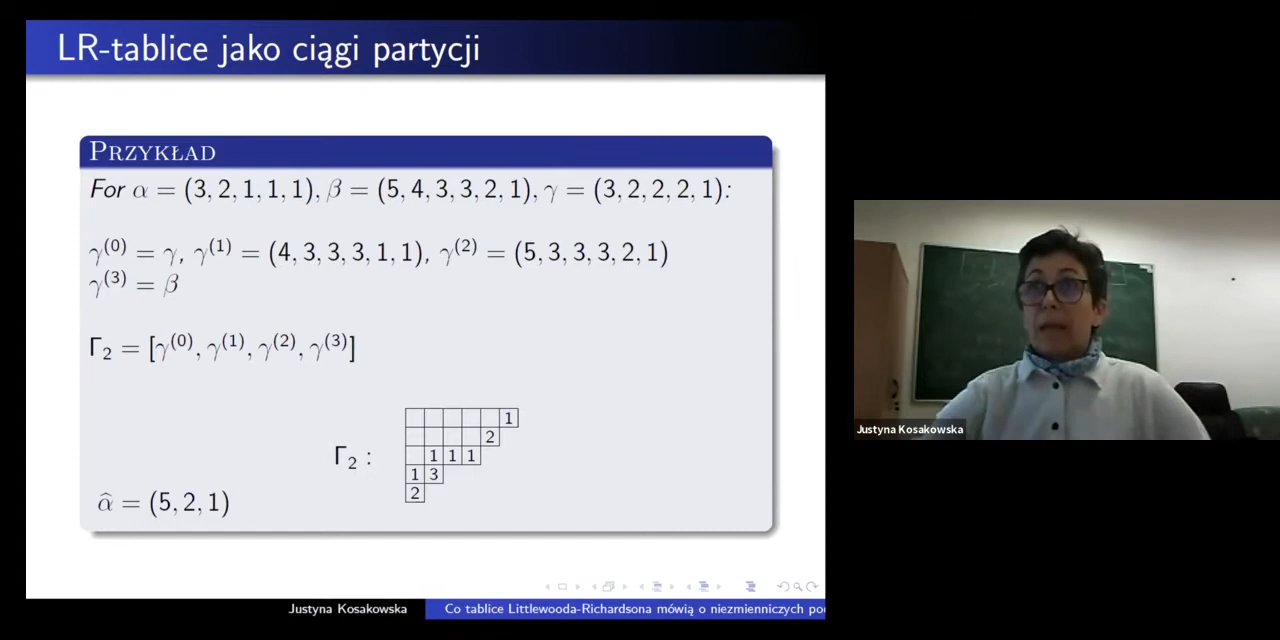 LR-tablice jako ciągi partycji
Przykład
For α = (3, 2, 1, 1, 1), β = (5, 4, 3, 3, 2, 1), γ = (3, 2, 2, 2, 1):
γ⁽⁰⁾ = γ, γ⁽¹⁾ = (4, 3, 3, 3, 1, 1), γ⁽²⁾ = (5, 3, 3, 3, 2, 1)
γ⁽³⁾ = β
Γ₂ = [γ⁽⁰⁾, γ⁽¹⁾, γ⁽²⁾, γ⁽³⁾]
1
2
Γ₂ : 1 1 1
1 3
2
α̂ = (5, 2, 1)
Justyna Kosakowska
Justyna Kosakowska Co tablice Littlewooda-Richardsona mówią o niezmienniczych